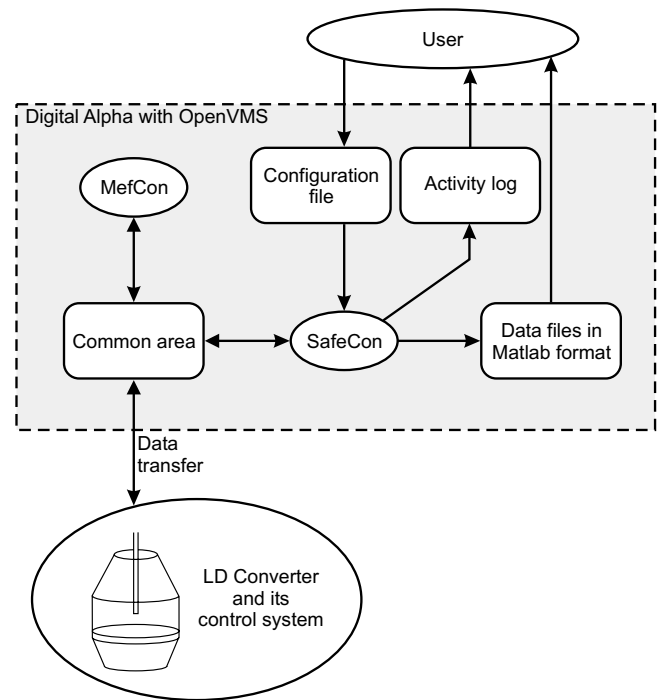 User
Digital Alpha with OpenVMS
MefCon
Configuration
file
Activity log
Common area
SafeCon
Data files in
Matlab format
Data
transfer
LD Converter
and its
control system